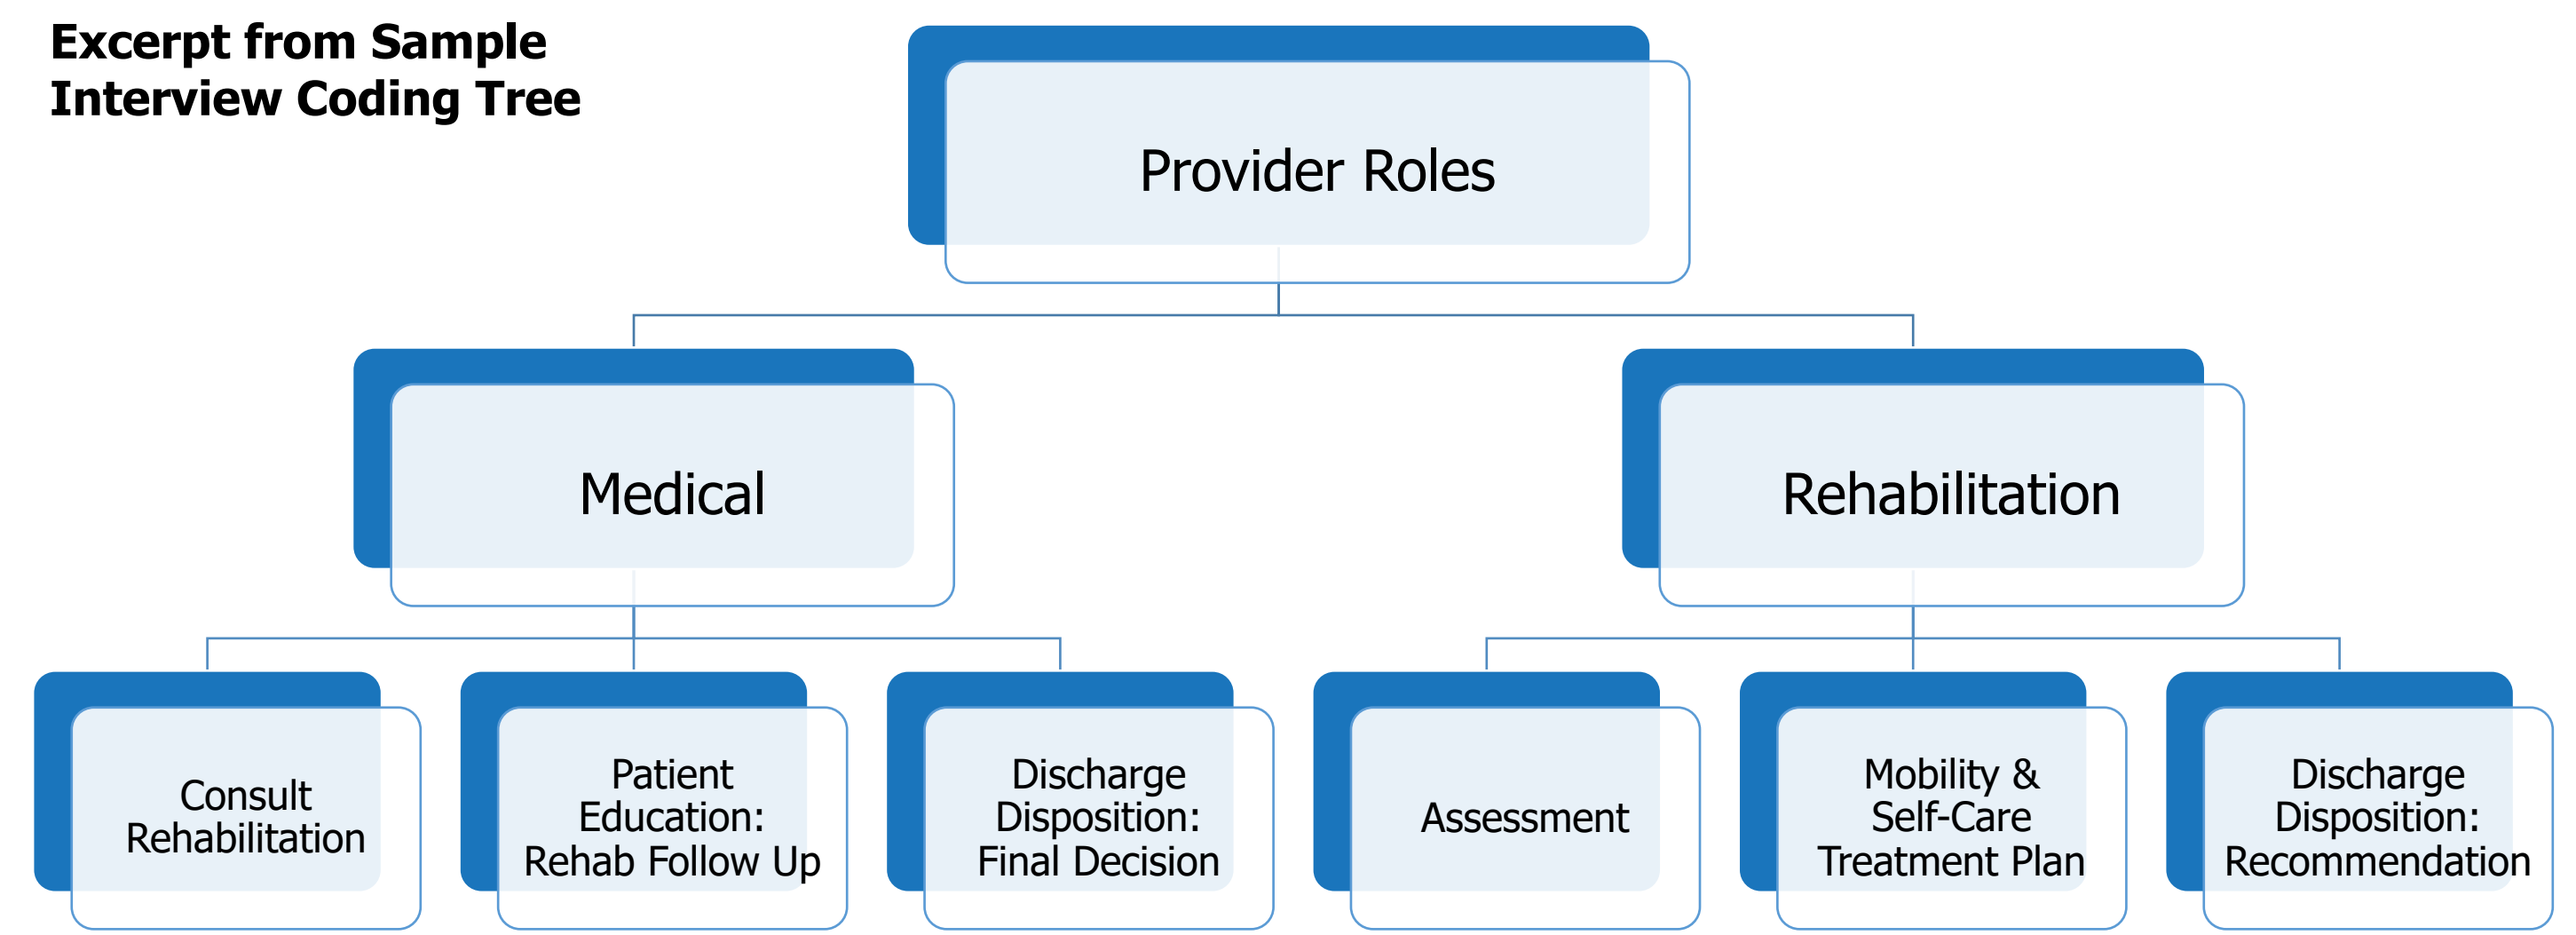 Excerpt from Sample
Interview Coding Tree
Provider Roles
Medical
Rehabilitation
Consult
Rehabilitation
Patient
Education:
Rehab Follow Up
Discharge
Disposition:
Final Decision
Assessment
Mobility &
Self-Care
Treatment Plan
Discharge
Disposition:
Recommendation